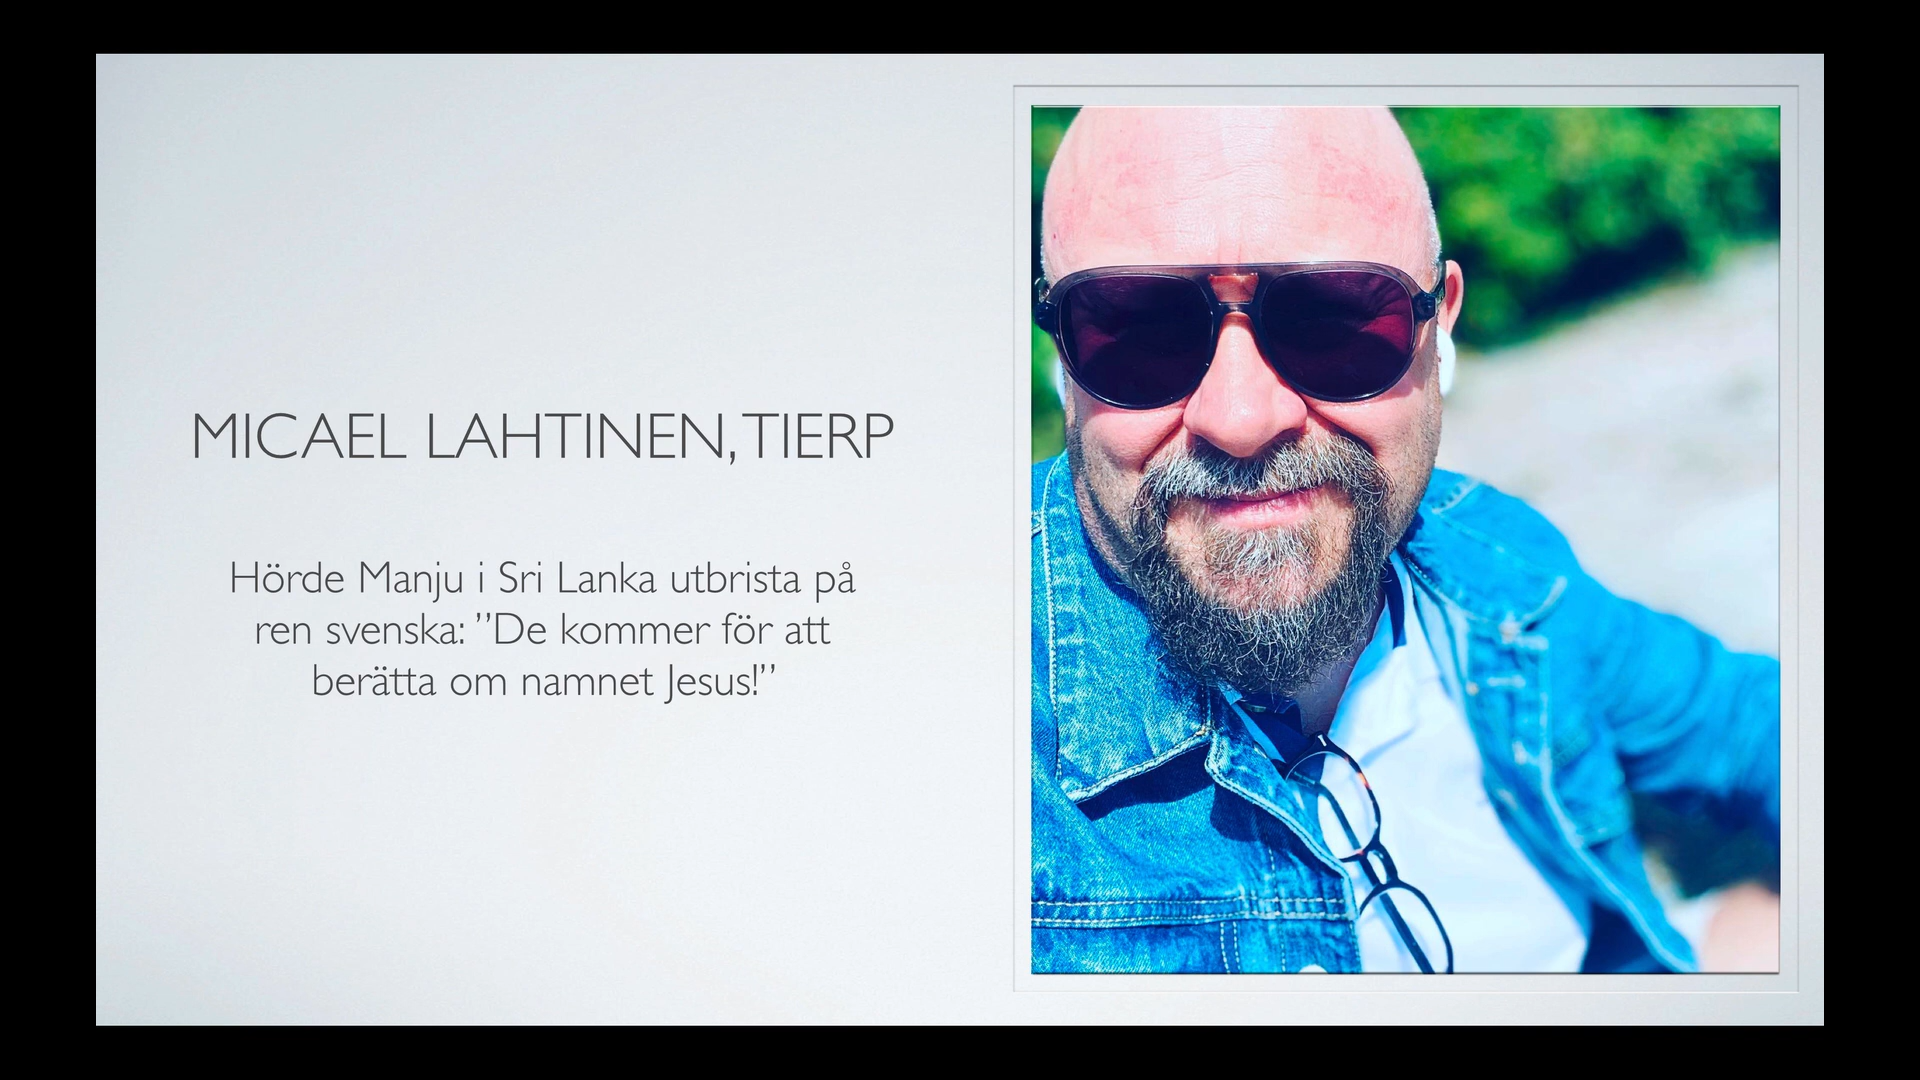 MICAEL LAHTINEN, TIERP
Hörde Manju i Sri Lanka utbrista på
ren svenska: ”De kommer för att
berätta om namnet Jesus!”